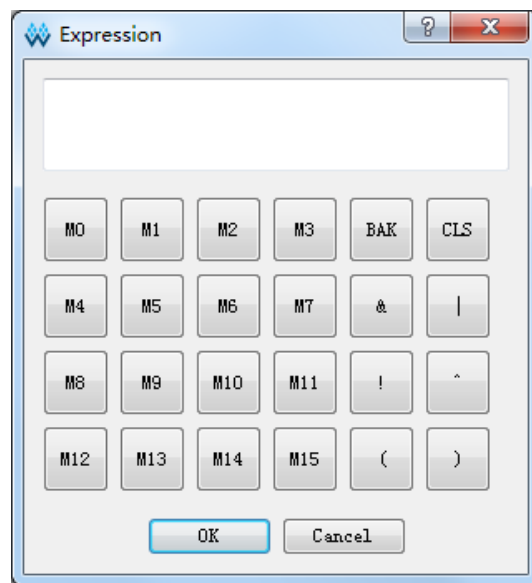 Expression
M0 M1 M2 M3 BAK CLS
M4 M5 M6 M7 & |
M8 M9 M10 M11 ! ^
M12 M13 M14 M15 ( )
OK Cancel